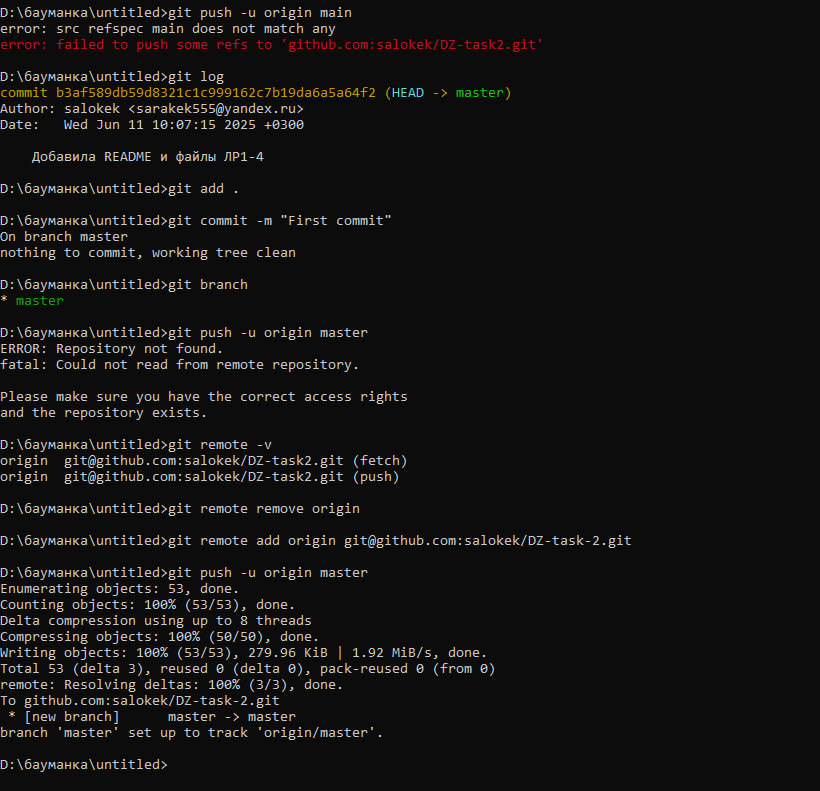 D:\бауманка\untitled>git push -u origin main
error: src refspec main does not match any
error: failed to push some refs to 'github.com:salokek/DZ-task2.git'
D:\бауманка\untitled>git log
commit b3af589db59d8321c1c999162c7b19da6a5a64f2 (HEAD -> master)
Author: salokek <sarakek555@yandex.ru>
Date:   Wed Jun 11 10:07:15 2025 +0300
    Добавила README и файлы ЛР1-4
D:\бауманка\untitled>git add .
D:\бауманка\untitled>git commit -m "First commit"
On branch master
nothing to commit, working tree clean
D:\бауманка\untitled>git branch
* master
D:\бауманка\untitled>git push -u origin master
ERROR: Repository not found.
fatal: Could not read from remote repository.
Please make sure you have the correct access rights
and the repository exists.
D:\бауманка\untitled>git remote -v
origin  git@github.com:salokek/DZ-task2.git (fetch)
origin  git@github.com:salokek/DZ-task2.git (push)
D:\бауманка\untitled>git remote remove origin
D:\бауманка\untitled>git remote add origin git@github.com:salokek/DZ-task-2.git
D:\бауманка\untitled>git push -u origin master
Enumerating objects: 53, done.
Counting objects: 100% (53/53), done.
Delta compression using up to 8 threads
Compressing objects: 100% (50/50), done.
Writing objects: 100% (53/53), 279.96 KiB | 1.92 MiB/s, done.
Total 53 (delta 3), reused 0 (delta 0), pack-reused 0 (from 0)
remote: Resolving deltas: 100% (3/3), done.
To github.com:salokek/DZ-task-2.git
 * [new branch]      master -> master
branch 'master' set up to track 'origin/master'.
D:\бауманка\untitled>